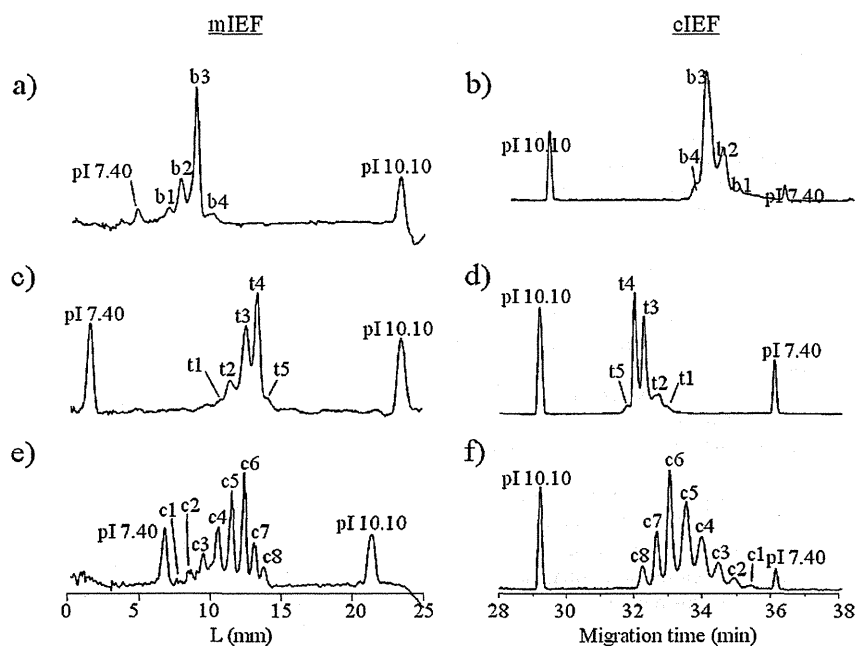 mIEF
cIEF
a)
pI 7.40
b1
b2
b3
b4
pI 10.10
b)
pI 10.10
b4
b3
b2
b1
pI 7.40
c)
pI 7.40
t1
t2
t3
t4
t5
pI 10.10
d)
pI 10.10
t5
t4
t3
t2
t1
pI 7.40
e)
pI 7.40
c1
c2
c3
c4
c5
c6
c7
c8
pI 10.10
f)
pI 10.10
c8
c7
c6
c5
c4
c3
c2
c1
pI 7.40
0 5 10 15 20 25
L (mm)
28 30 32 34 36 38
Migration time (min)